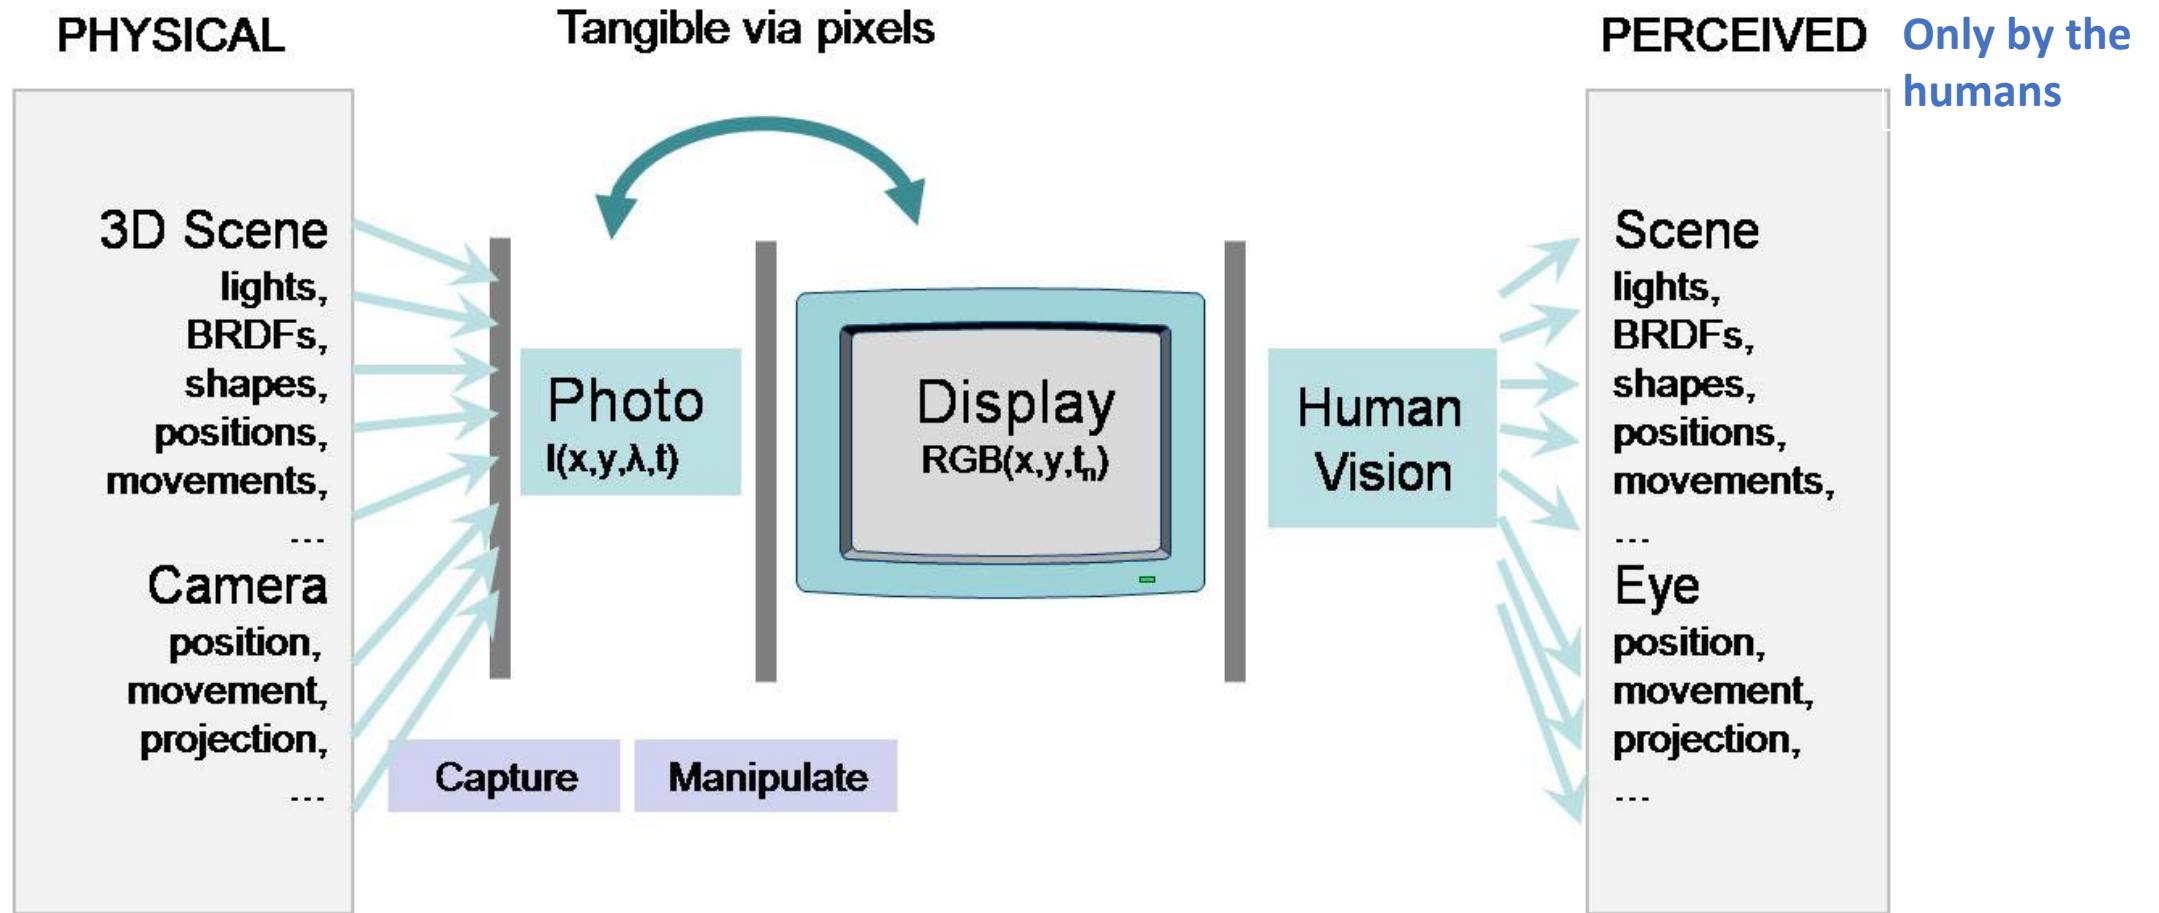 PHYSICAL
Tangible via pixels
PERCEIVED
Only by the
humans
3D Scene
lights,
BRDFs,
shapes,
positions,
movements,
...
Camera
position,
movement,
projection,
...
Photo
I(x,y,λ,t)
Display
RGB(x,y,tₙ)
Human
Vision
Scene
lights,
BRDFs,
shapes,
positions,
movements,
...
Eye
position,
movement,
projection,
...
Capture
Manipulate